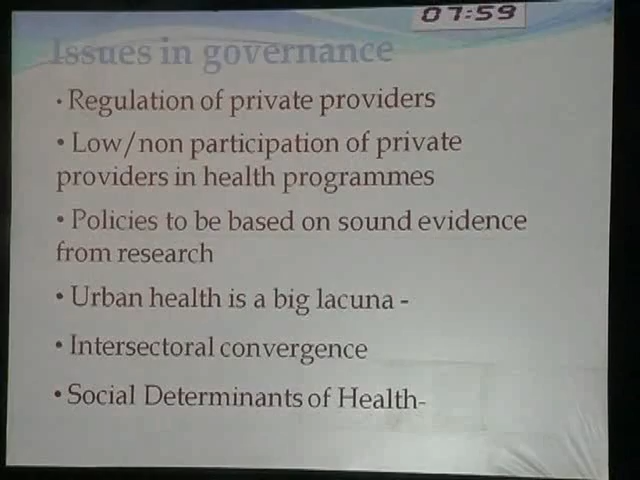 07:59
Issues in governance
• Regulation of private providers
• Low/non participation of private
providers in health programmes
• Policies to be based on sound evidence
from research
• Urban health is a big lacuna -
• Intersectoral convergence
• Social Determinants of Health-